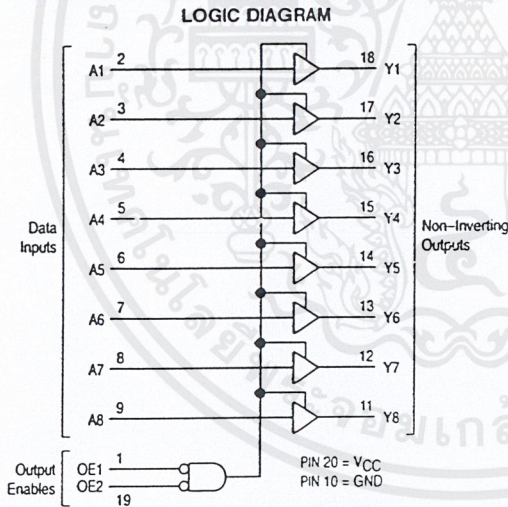 LOGIC DIAGRAM
A1 2 18 Y1
A2 3 17 Y2
A3 4 16 Y3
A4 5 15 Y4
Data Inputs
Non–Inverting Outputs
A5 6 14 Y5
A6 7 13 Y6
A7 8 12 Y7
A8 9 11 Y8
Output Enables
OE1 1
OE2 19
PIN 20 = VCC
PIN 10 = GND